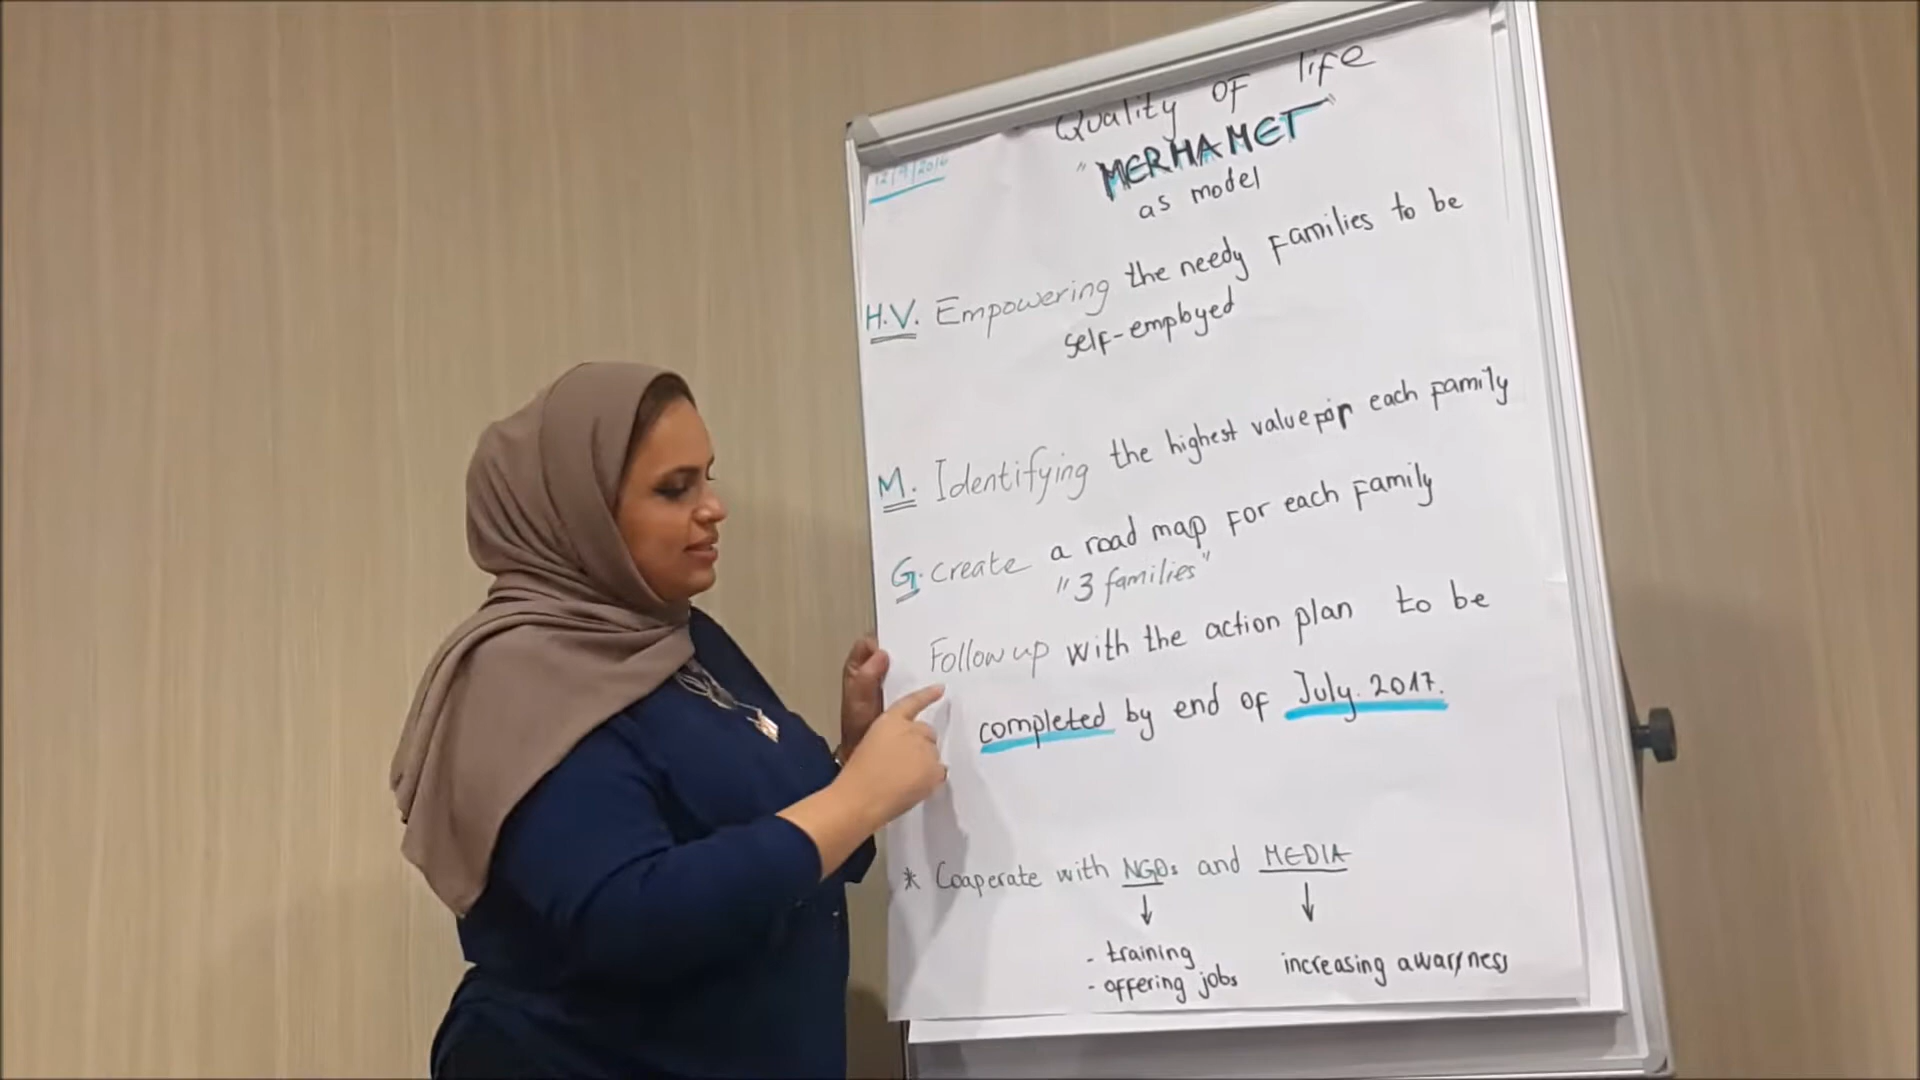 Quality OF life
"MERHAMET"
as model
12/9/2016
H.V. Empowering the needy Families to be
self-employed
M. Identifying the highest value for each family
G. create a road map For each Family
"3 families"
Follow up with the action plan to be
completed by end of July. 2017.
* Coaperate with NGOs and MEDIA
↓ ↓
- training
- offering jobs increasing awarness